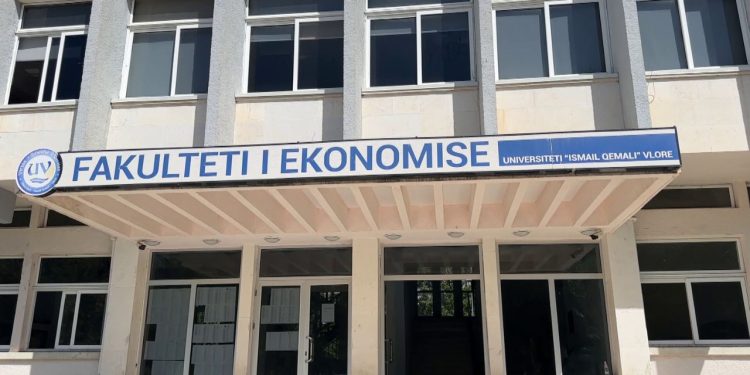 UV
FAKULTETI I EKONOMISE
UNIVERSITETI "ISMAIL QEMALI" VLORE